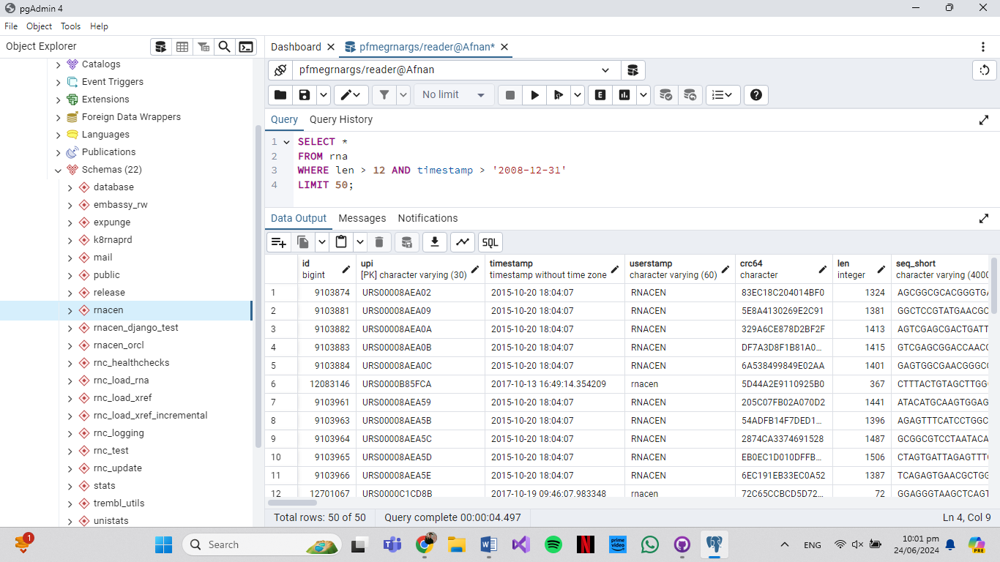 pgAdmin 4
File Object Tools Help
Object Explorer
Dashboard
pfmegrnargs/reader@Afnan*
pfmegrnargs/reader@Afnan
No limit
E
SQL
Catalogs
Event Triggers
Extensions
Foreign Data Wrappers
Languages
Publications
Schemas (22)
database
embassy_rw
expunge
k8rnaprd
mail
public
release
rnacen
rnacen_django_test
rnacen_orcl
rnc_healthchecks
rnc_load_rna
rnc_load_xref
rnc_load_xref_incremental
rnc_logging
rnc_test
rnc_update
stats
trembl_utils
unistats
Query Query History
1 SELECT *
2 FROM rna
3 WHERE len > 12 AND timestamp > '2008-12-31'
4 LIMIT 50;
Data Output Messages Notifications
id upi timestamp userstamp crc64 len seq_short
bigint [PK] character varying (30) timestamp without time zone character varying (60) character integer character varying (4000
1 9103874 URS00008AEA02 2015-10-20 18:04:07 RNACEN 83EC18C204014BF0 1324 AGCGGCGCACGGGTGA
2 9103881 URS00008AEA09 2015-10-20 18:04:07 RNACEN 5E8A4130269E2C91 1381 GGCTCCGTATGAACGC
3 9103882 URS00008AEA0A 2015-10-20 18:04:07 RNACEN 329A6CE878D2BF2F 1413 AGTCGAGCGACTGATT
4 9103883 URS00008AEA0B 2015-10-20 18:04:07 RNACEN DF7A3D8F1B81A0... 1415 GTCGAGCGGACCAACC
5 9103884 URS00008AEA0C 2015-10-20 18:04:07 RNACEN 6A538499849E02AA 1401 GAGTGGCGAACGGGCG
6 12083146 URS0000B85FCA 2017-10-13 16:49:14.354209 rnacen 5D44A2E9110925B0 367 CTTTACTGTAGCTTGG
7 9103961 URS00008AEA59 2015-10-20 18:04:07 RNACEN 205C07FB02A070D2 1441 ATACATGCAAGTGGAG
8 9103963 URS00008AEA5B 2015-10-20 18:04:07 RNACEN 54ADFB14F7DED1... 1396 AGAGTTTCATCCTGGC
9 9103964 URS00008AEA5C 2015-10-20 18:04:07 RNACEN 2874CA3374691528 1487 GCGGCGTCCTAATACA
10 9103965 URS00008AEA5D 2015-10-20 18:04:07 RNACEN EB0EC1D010DFFB... 1506 CTAGTGATTAGAGTTT
11 9103966 URS00008AEA5E 2015-10-20 18:04:07 RNACEN 6EC191EB33EC0A52 1387 TCAGAGTGAACGCTGG
12 12701067 URS0000C1CD8B 2017-10-19 09:46:07.983348 rnacen 72C65CCBCD5D72... 72 GGAGGGTAAGCTCAGT
Total rows: 50 of 50 Query complete 00:00:04.497 Ln 4, Col 9
1
Search
prime video
ENG
10:01 pm
24/06/2024
PRE